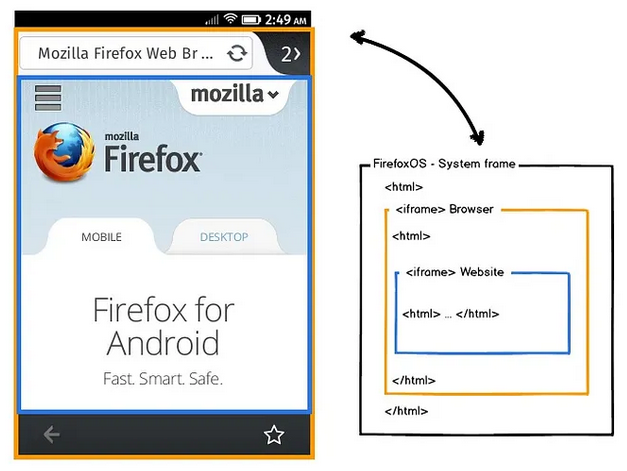 2:49 AM
Mozilla Firefox Web Br ...
2
mozilla
mozilla
Firefox
MOBILE
DESKTOP
Firefox for
Android
Fast. Smart. Safe.
FirefoxOS - System frame
<html>
<iframe> Browser
<html>
<iframe> Website
<html> ... </html>
</html>
</html>